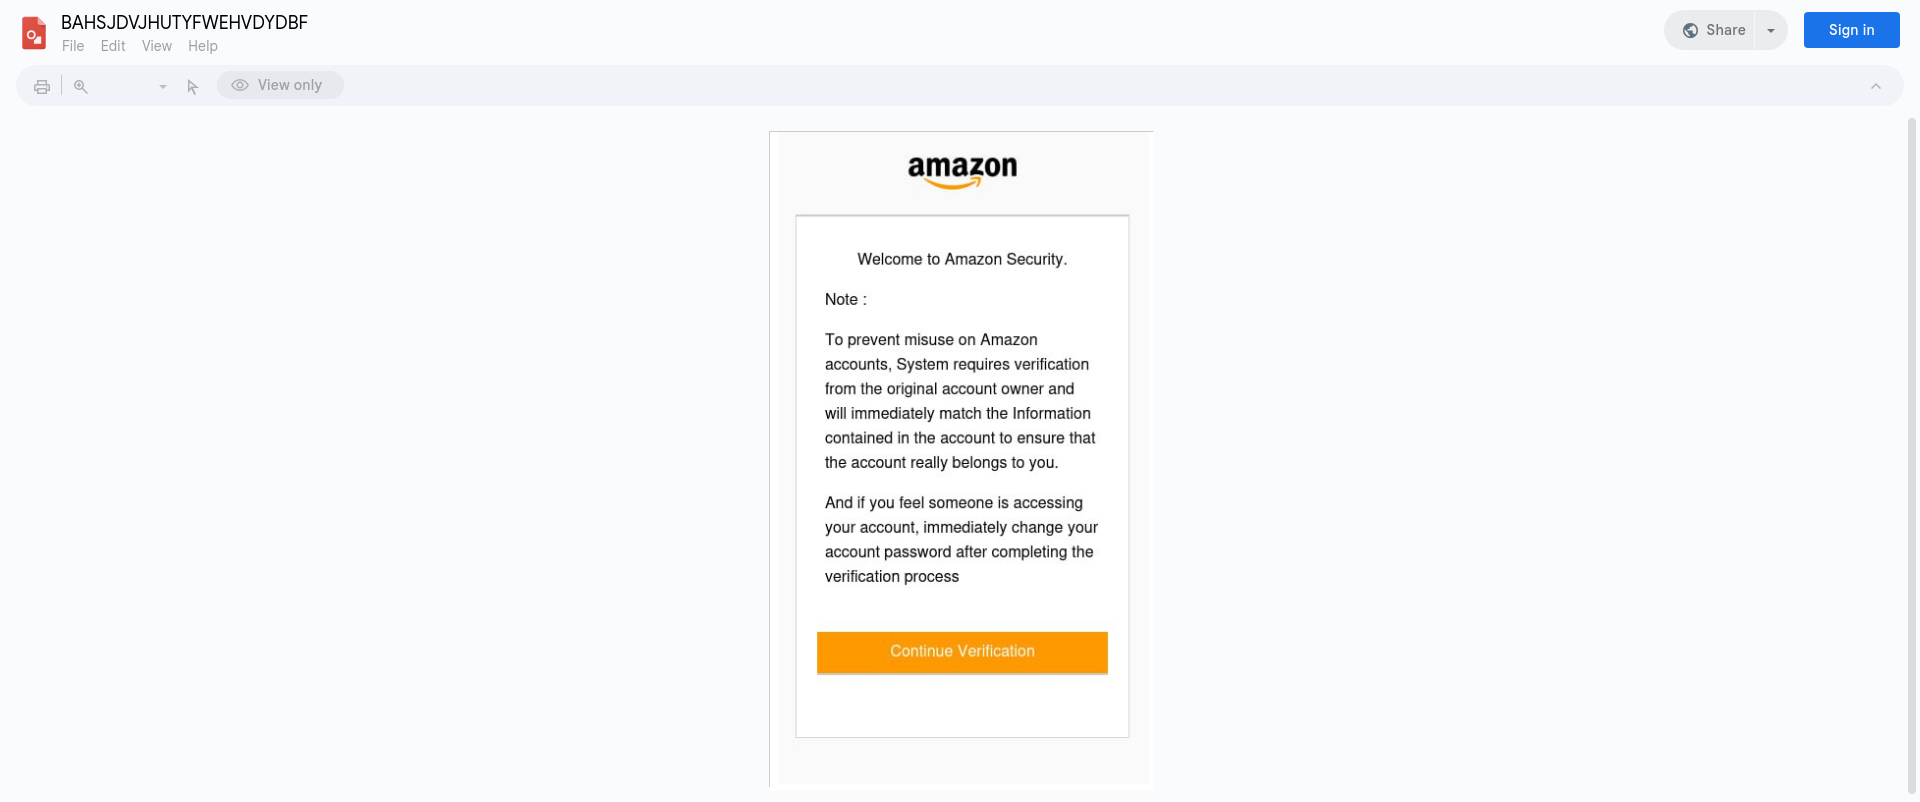 BAHSJDVJHUTYFWEHVDYDBF
File Edit View Help
Share
Sign in
View only
amazon
Welcome to Amazon Security.
Note :
To prevent misuse on Amazon
accounts, System requires verification
from the original account owner and
will immediately match the Information
contained in the account to ensure that
the account really belongs to you.
And if you feel someone is accessing
your account, immediately change your
account password after completing the
verification process
Continue Verification